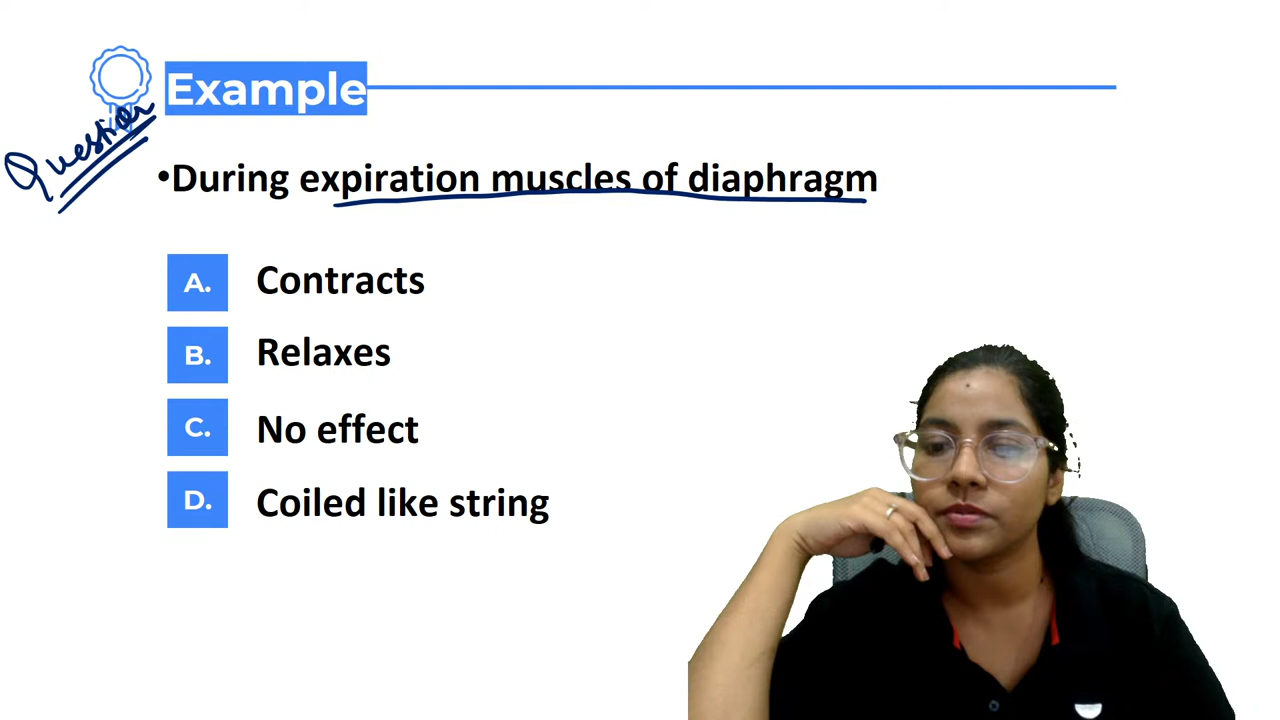 Example
Question
•During expiration muscles of diaphragm
A. Contracts
B. Relaxes
C. No effect
D. Coiled like string